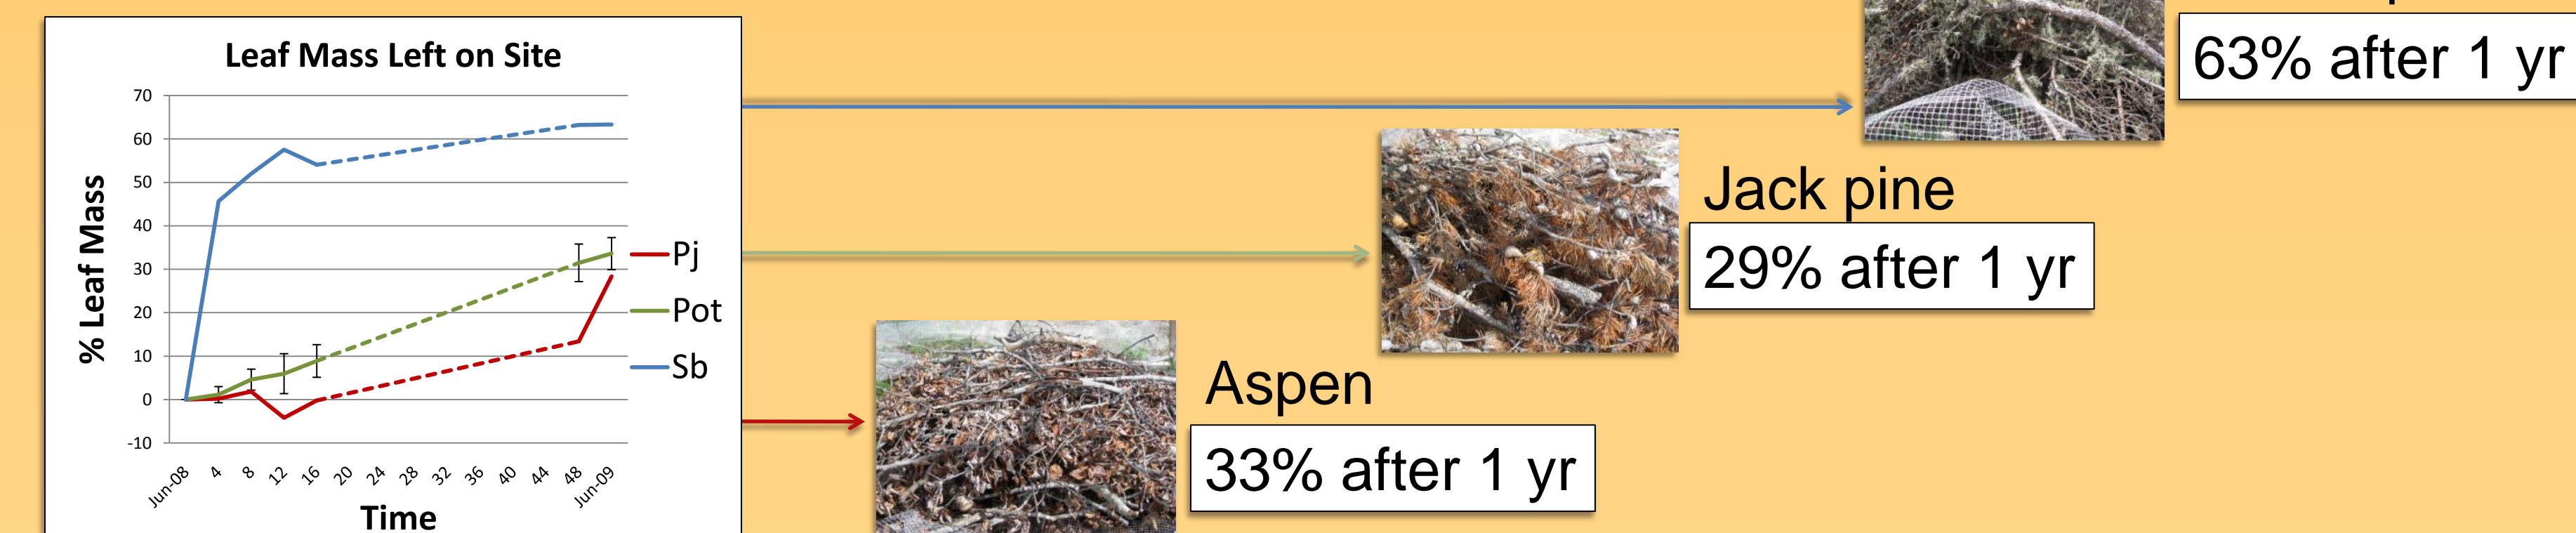 Leaf Mass Left on Site
70
60
50
40
30
20
10
0
-10
% Leaf Mass
Jun-08 4 8 12 16 20 24 28 32 36 40 44 48 Jun-09
Time
Pj
Pot
Sb
63% after 1 yr
Jack pine
29% after 1 yr
Aspen
33% after 1 yr